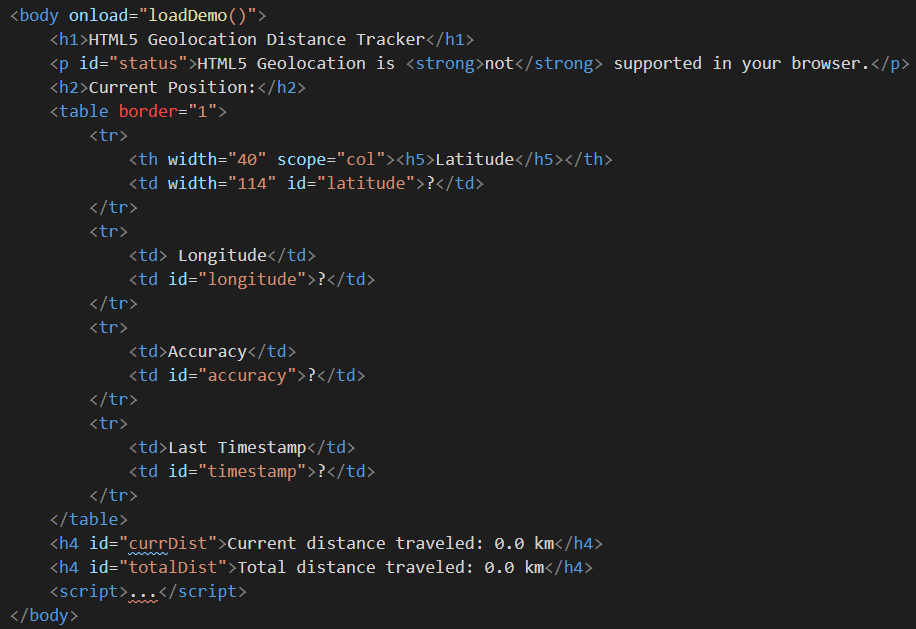 <body onload="loadDemo()">
    <h1>HTML5 Geolocation Distance Tracker</h1>
    <p id="status">HTML5 Geolocation is <strong>not</strong> supported in your browser.</p>
    <h2>Current Position:</h2>
    <table border="1">
        <tr>
            <th width="40" scope="col"><h5>Latitude</h5></th>
            <td width="114" id="latitude">?</td>
        </tr>
        <tr>
            <td> Longitude</td>
            <td id="longitude">?</td>
        </tr>
        <tr>
            <td>Accuracy</td>
            <td id="accuracy">?</td>
        </tr>
        <tr>
            <td>Last Timestamp</td>
            <td id="timestamp">?</td>
        </tr>
    </table>
    <h4 id="currDist">Current distance traveled: 0.0 km</h4>
    <h4 id="totalDist">Total distance traveled: 0.0 km</h4>
    <script>...</script>
</body>